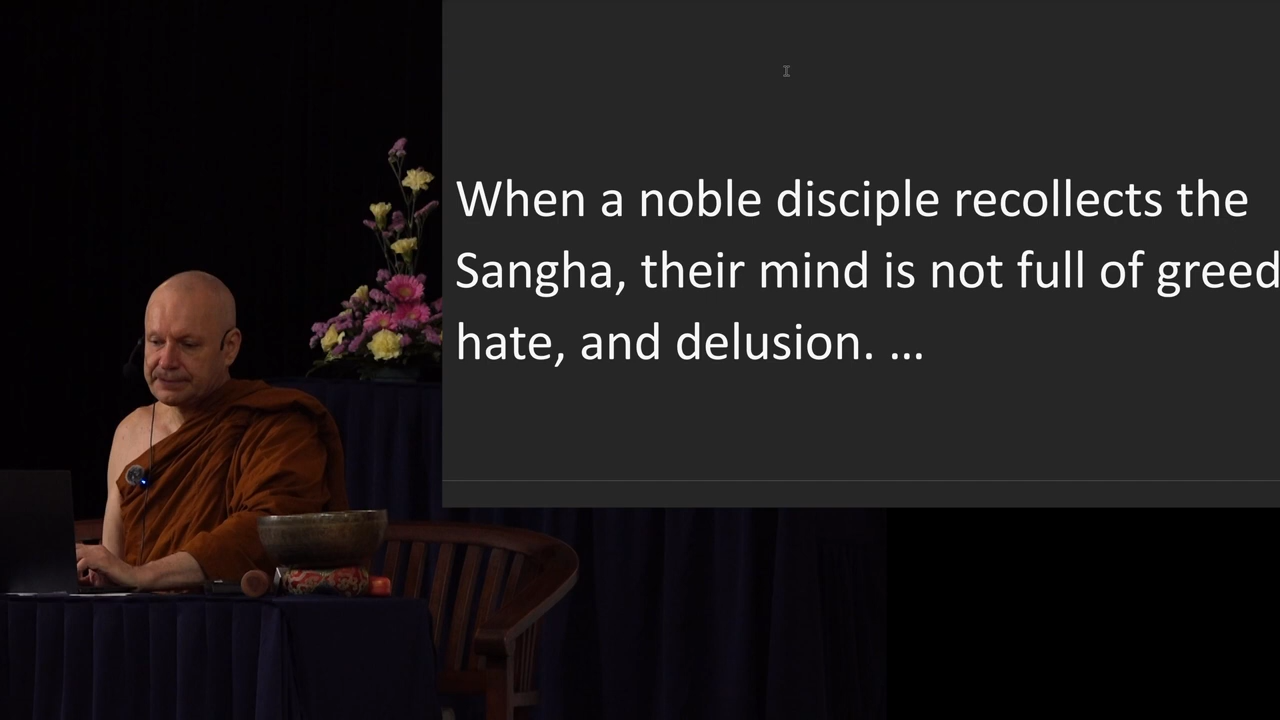 When a noble disciple recollects the
Sangha, their mind is not full of greed
hate, and delusion. …